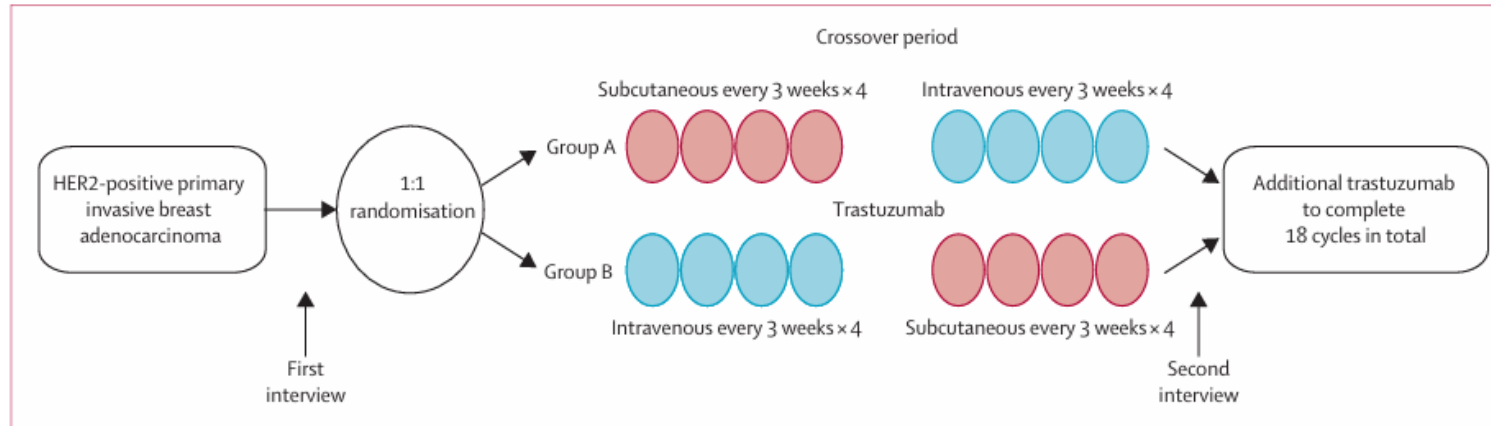 Crossover period
Subcutaneous every 3 weeks × 4
Intravenous every 3 weeks × 4
Group A
HER2-positive primary
invasive breast
adenocarcinoma
1:1
randomisation
Trastuzumab
Additional trastuzumab
to complete
18 cycles in total
Group B
Intravenous every 3 weeks × 4
Subcutaneous every 3 weeks × 4
First
interview
Second
interview